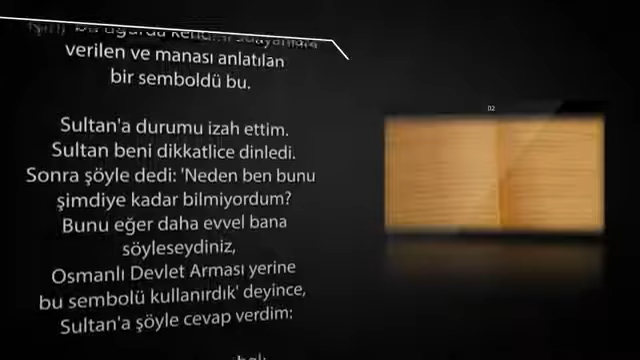 verilen ve manası anlatılan
bir semboldü bu.
Sultan'a durumu izah ettim.
Sultan beni dikkatlice dinledi.
Sonra şöyle dedi: 'Neden ben bunu
şimdiye kadar bilmiyordum?
Bunu eğer daha evvel bana
söyleseydiniz,
Osmanlı Devlet Arması yerine
bu sembolü kullanırdık' deyince,
Sultan'a şöyle cevap verdim:
02